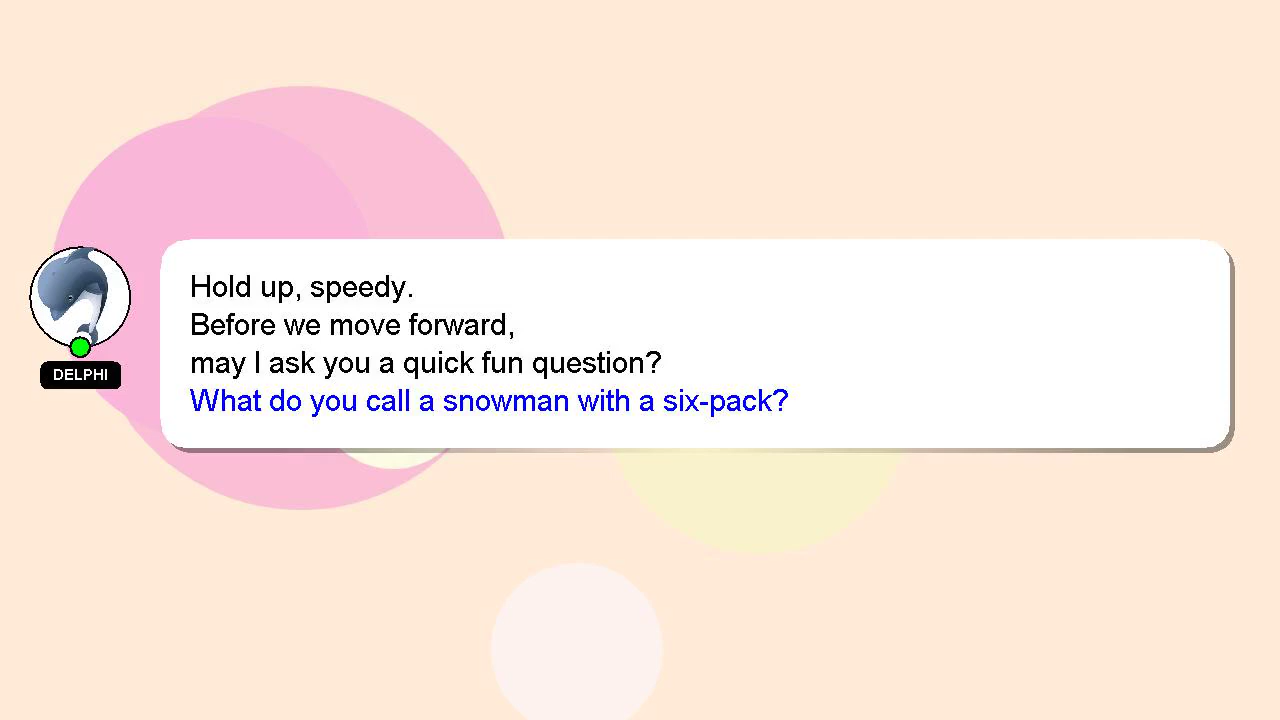 Hold up, speedy.
Before we move forward,
may I ask you a quick fun question?
What do you call a snowman with a six-pack?
DELPHI